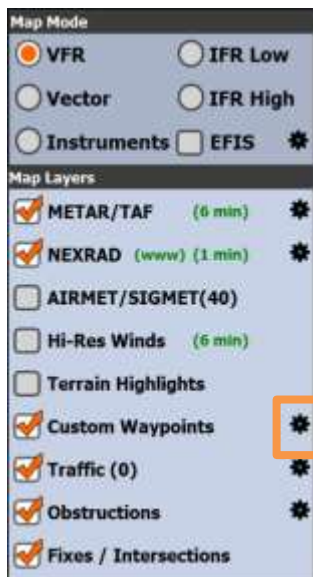 Map Mode
VFR IFR Low
Vector IFR High
Instruments EFIS
Map Layers
METAR/TAF (6 min)
NEXRAD (www) (1 min)
AIRMET/SIGMET(40)
Hi-Res Winds (6 min)
Terrain Highlights
Custom Waypoints
Traffic (0)
Obstructions
Fixes / Intersections